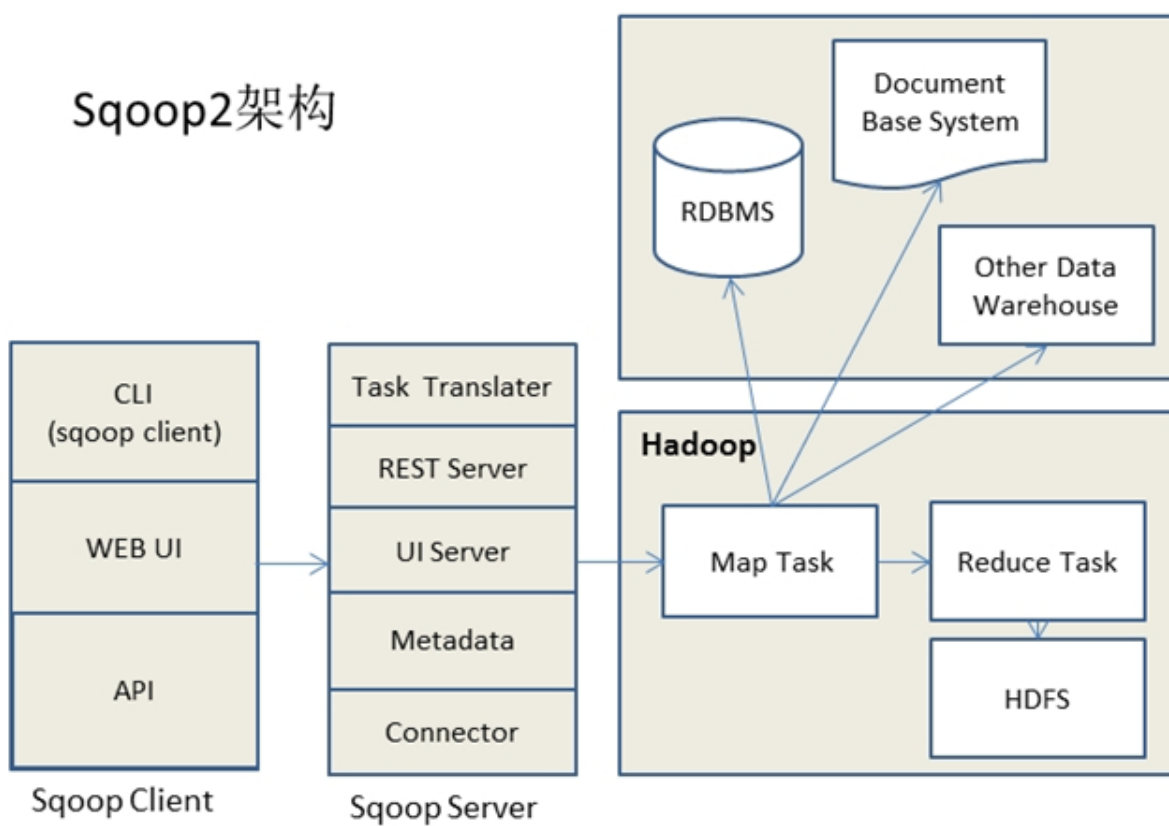 Sqoop2架构
Document
Base System
RDBMS
Other Data
Warehouse
CLI
(sqoop client)
WEB UI
API
Sqoop Client
Task Translater
REST Server
UI Server
Metadata
Connector
Sqoop Server
Hadoop
Map Task
Reduce Task
HDFS